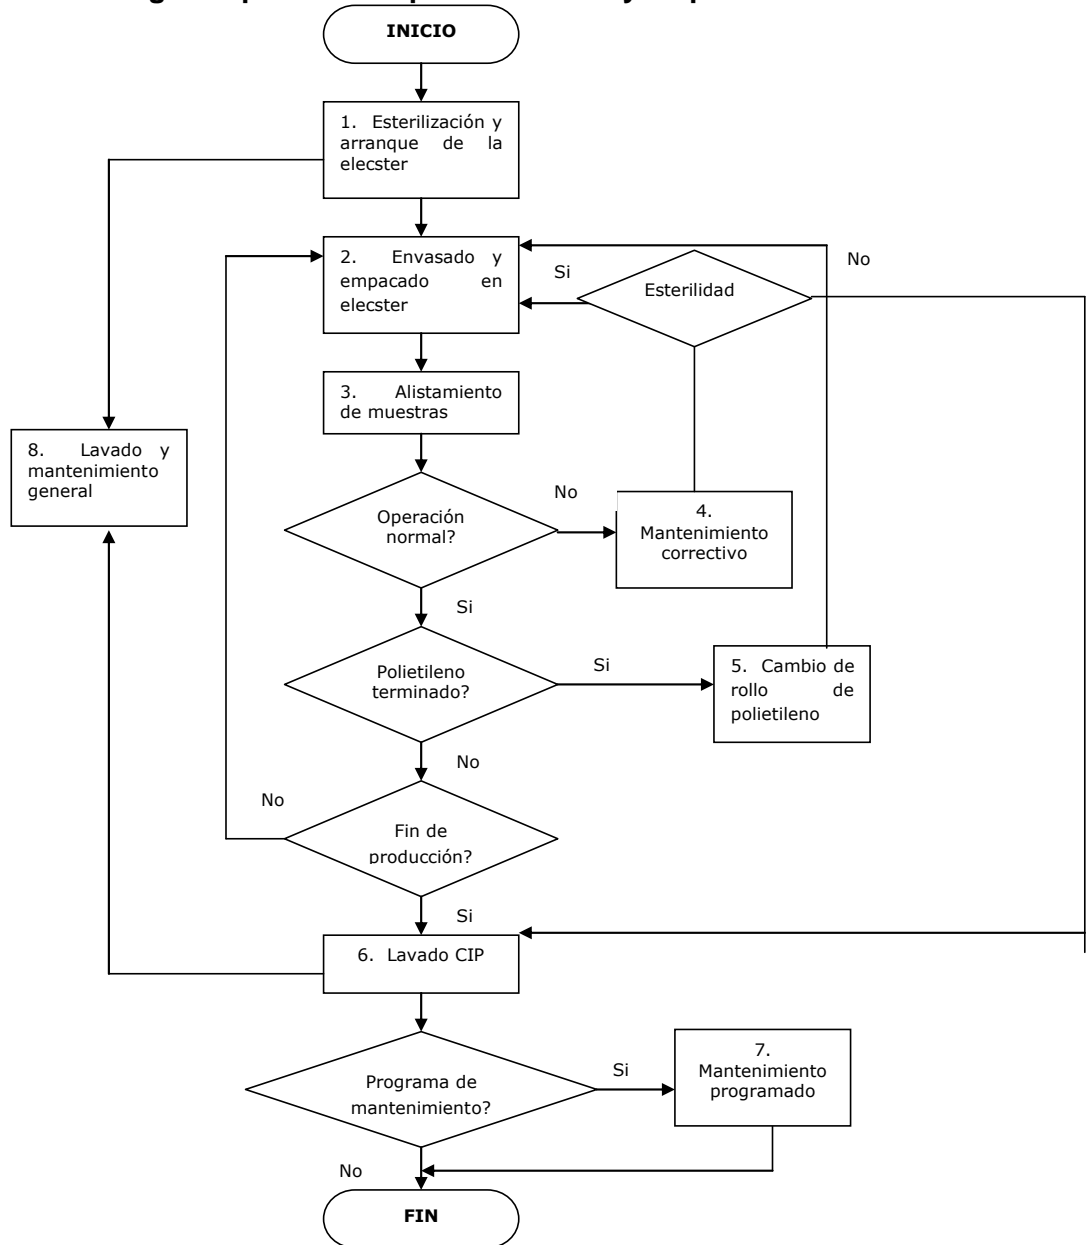 INICIO
1. Esterilización y
arranque de la
elecster
2. Envasado y
empacado en
elecster
Si
Esterilidad
No
3. Alistamiento
de muestras
8. Lavado y
mantenimiento
general
Operación
normal?
No
4.
Mantenimiento
correctivo
Si
Polietileno
terminado?
Si
5. Cambio de
rollo de
polietileno
No
No
Fin de
producción?
Si
6. Lavado CIP
Programa de
mantenimiento?
Si
7.
Mantenimiento
programado
No
FIN